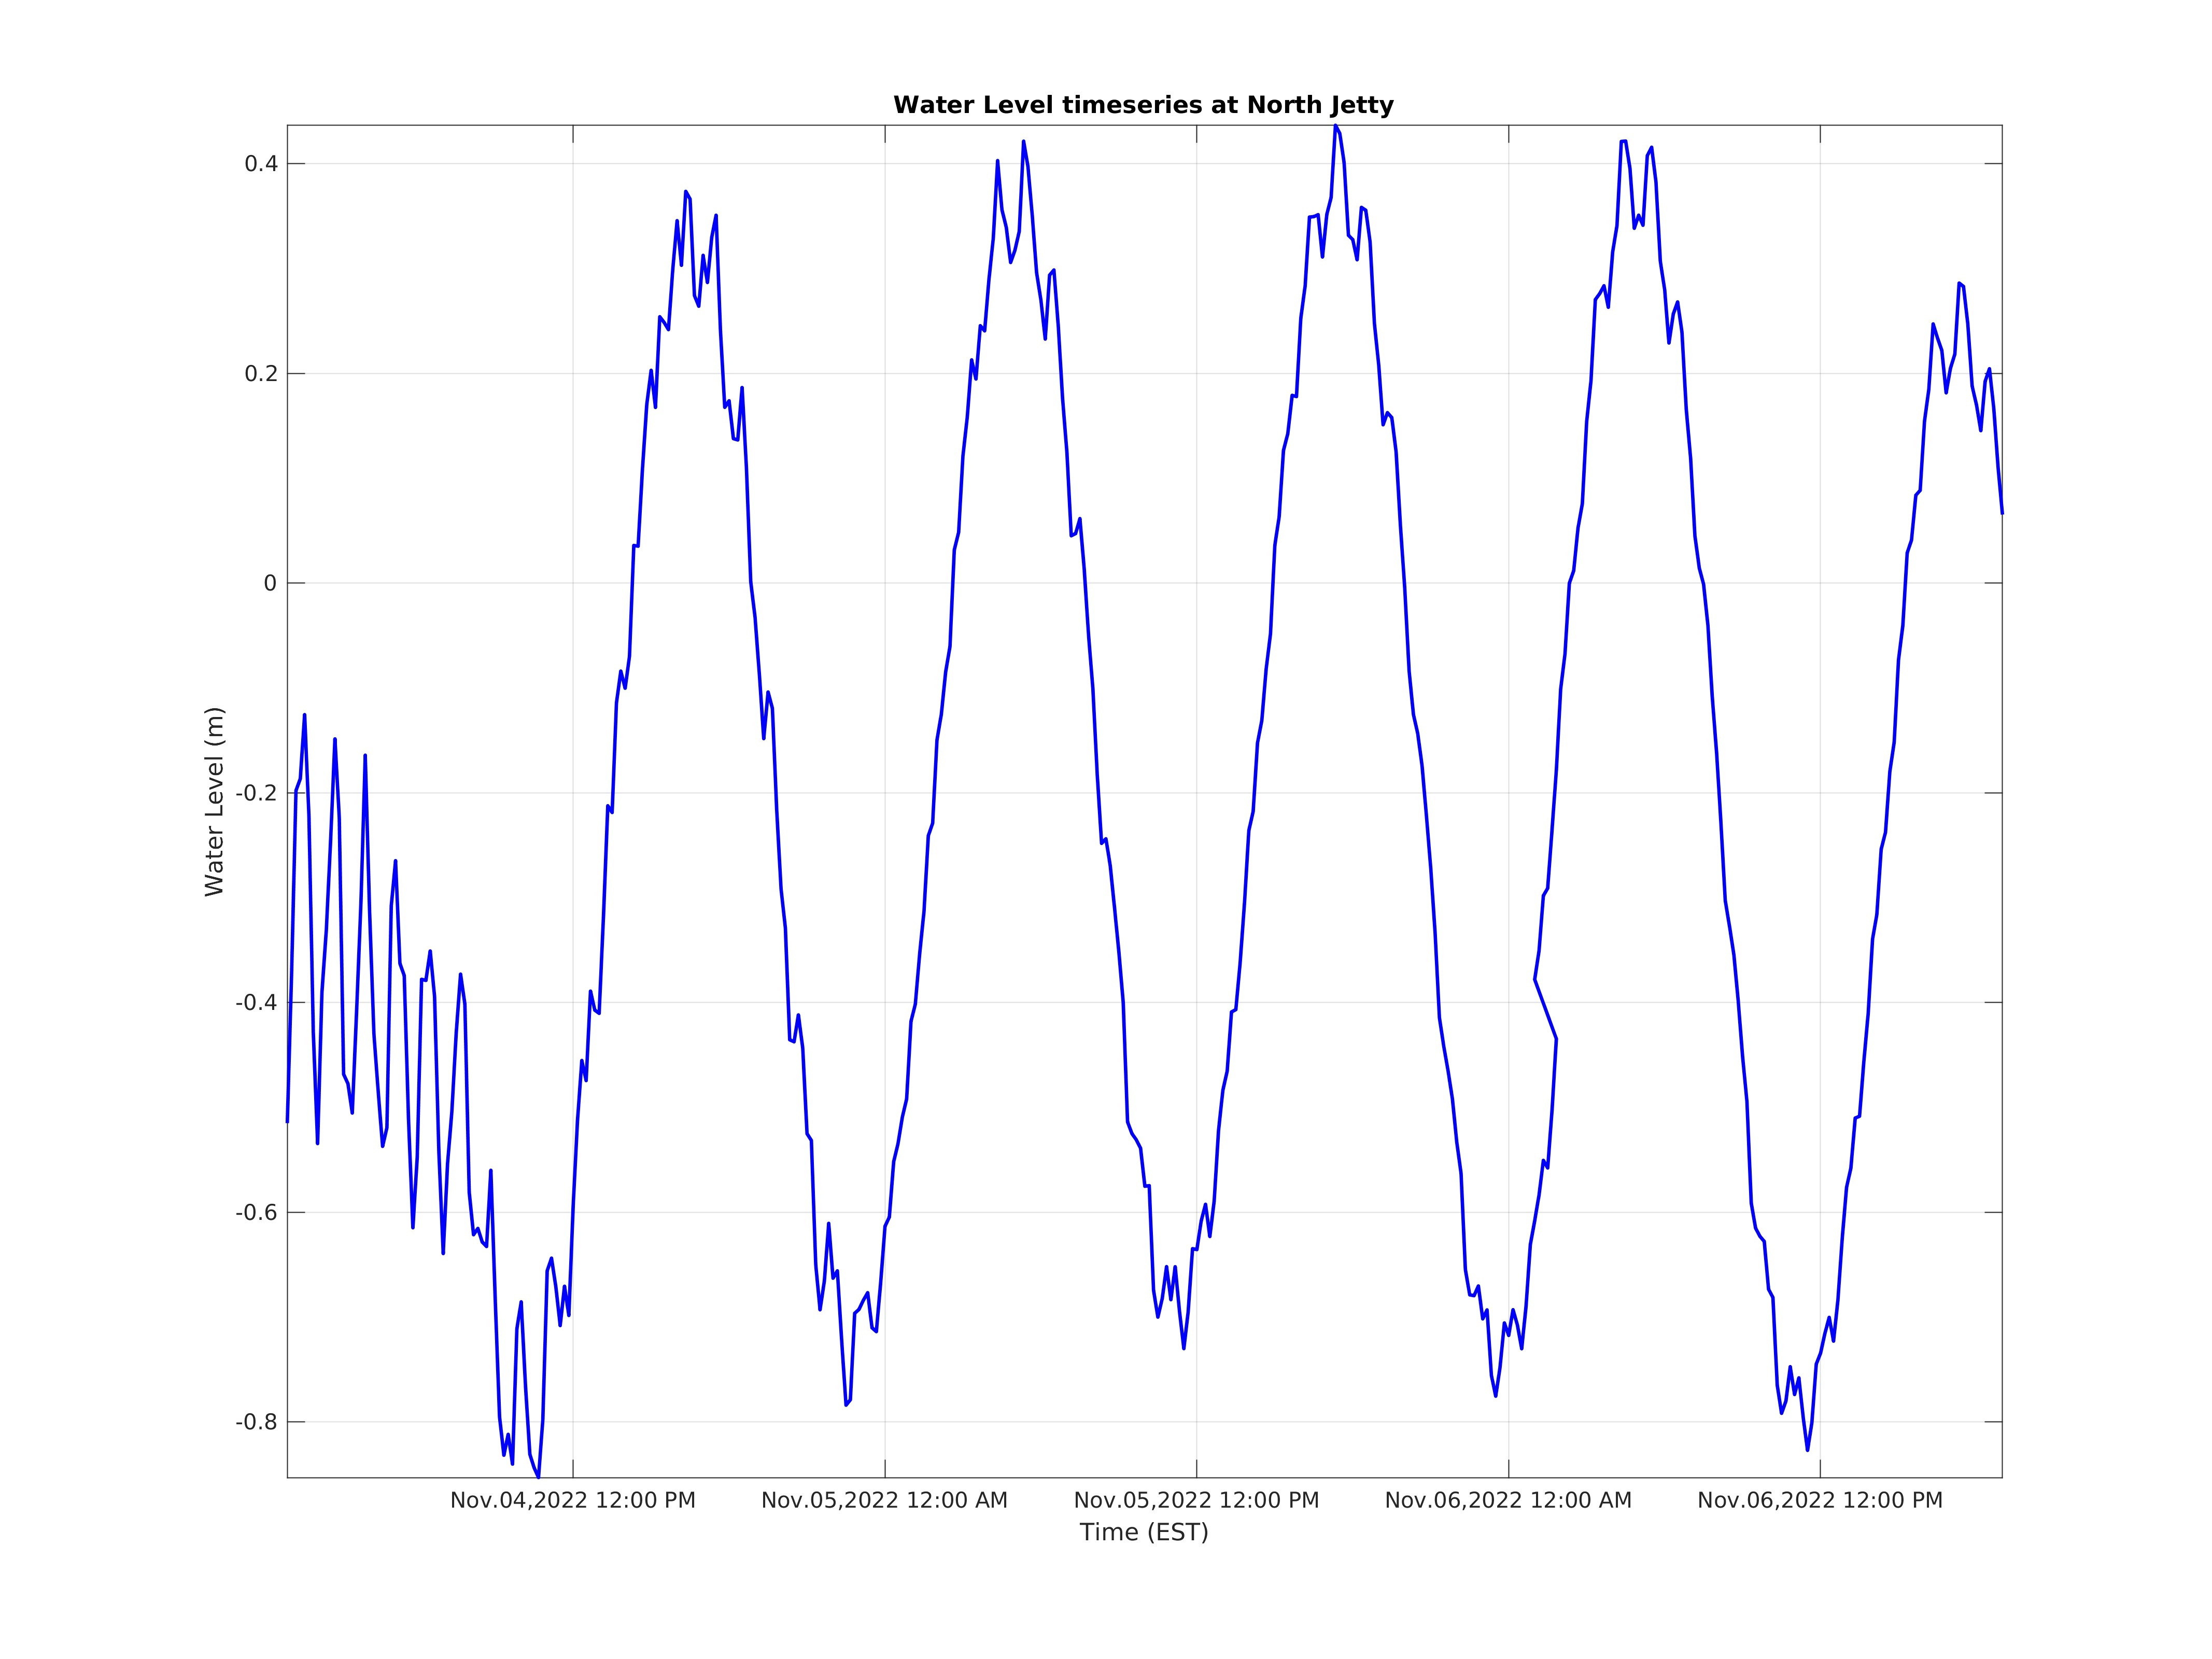 Water Level timeseries at North Jetty
0.4
0.2
0
-0.2
-0.4
-0.6
-0.8
Water Level (m)
Nov.04,2022 12:00 PM
Nov.05,2022 12:00 AM
Nov.05,2022 12:00 PM
Nov.06,2022 12:00 AM
Nov.06,2022 12:00 PM
Time (EST)